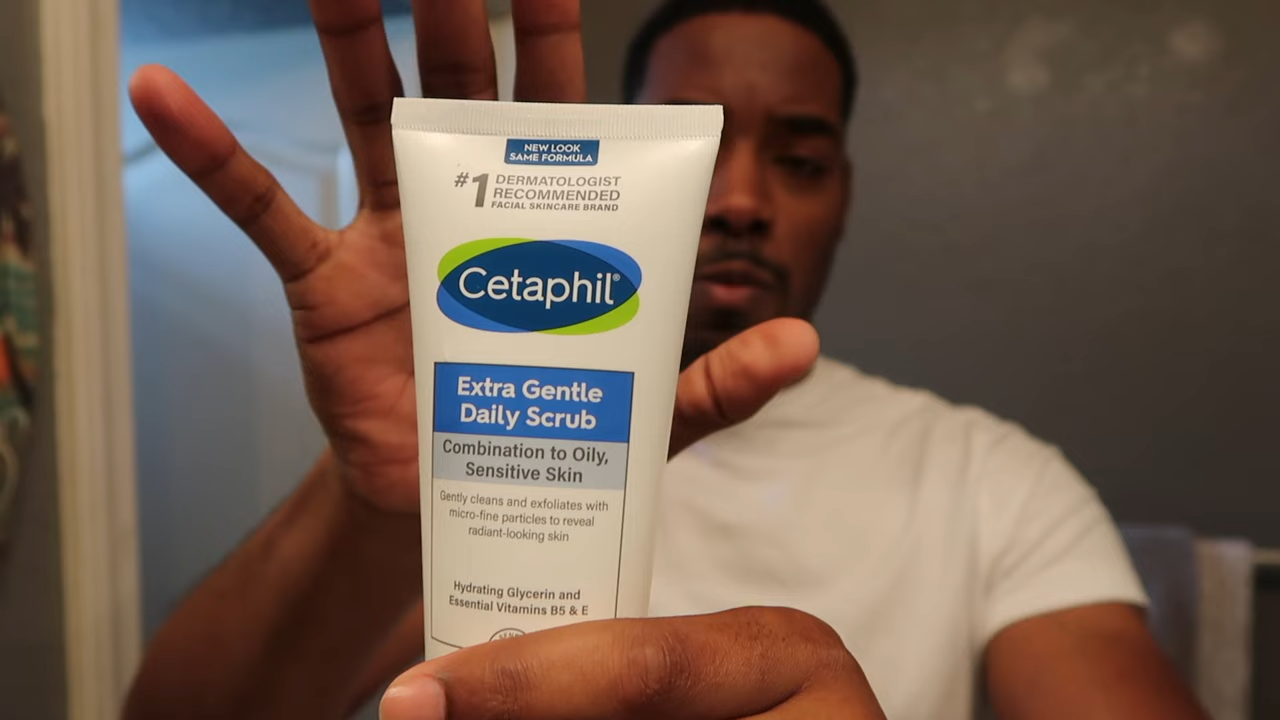 NEW LOOK
SAME FORMULA
#1 DERMATOLOGIST
RECOMMENDED
FACIAL SKINCARE BRAND
Cetaphil®
Extra Gentle
Daily Scrub
Combination to Oily,
Sensitive Skin
Gently cleans and exfoliates with
micro-fine particles to reveal
radiant-looking skin
Hydrating Glycerin and
Essential Vitamins B5 & E